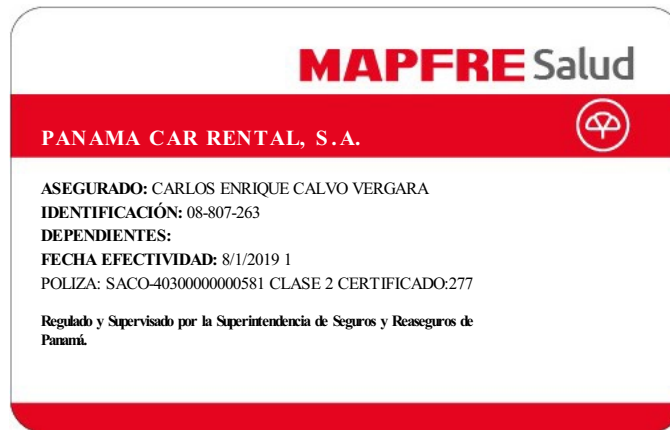 MAPFRE Salud
PANAMA CAR RENTAL, S.A.
ASEGURADO: CARLOS ENRIQUE CALVO VERGARA
IDENTIFICACIÓN: 08-807-263
DEPENDIENTES:
FECHA EFECTIVIDAD: 8/1/2019 1
POLIZA: SACO-40300000000581 CLASE 2 CERTIFICADO:277
Regulado y Supervisado por la Superintendencia de Seguros y Reaseguros de
Panamá.